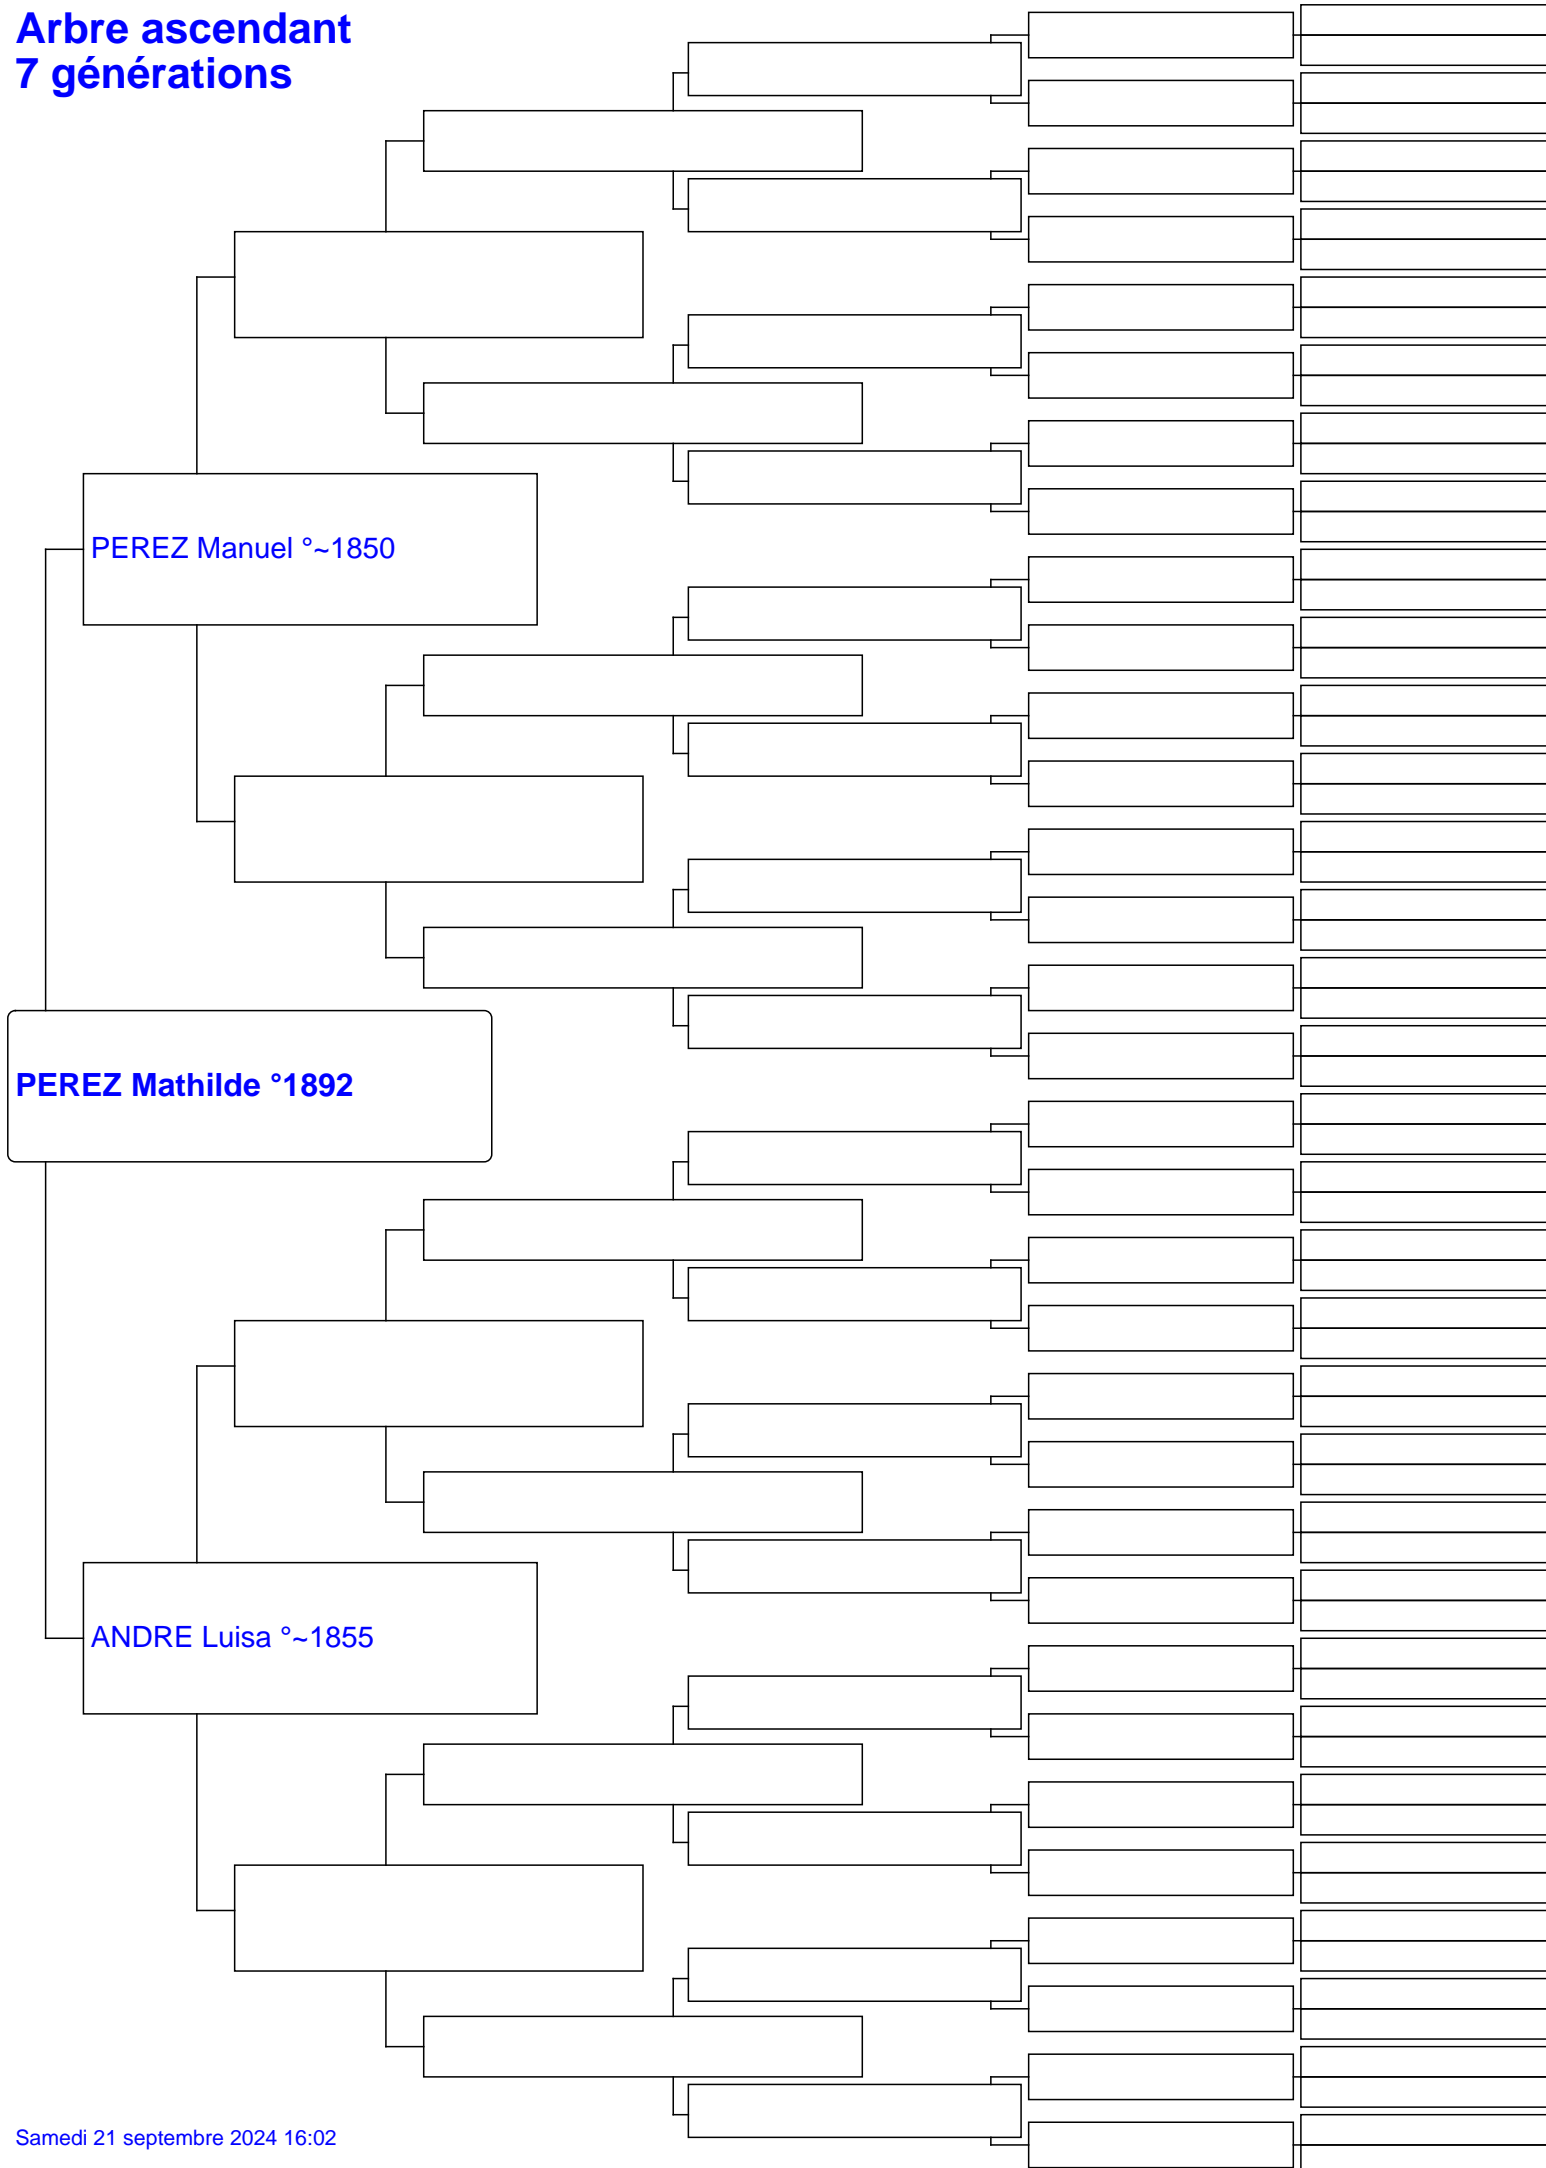 Arbre ascendant
7 générations
PEREZ Manuel °~1850
PEREZ Mathilde °1892
ANDRE Luisa °~1855
Samedi 21 septembre 2024 16:02